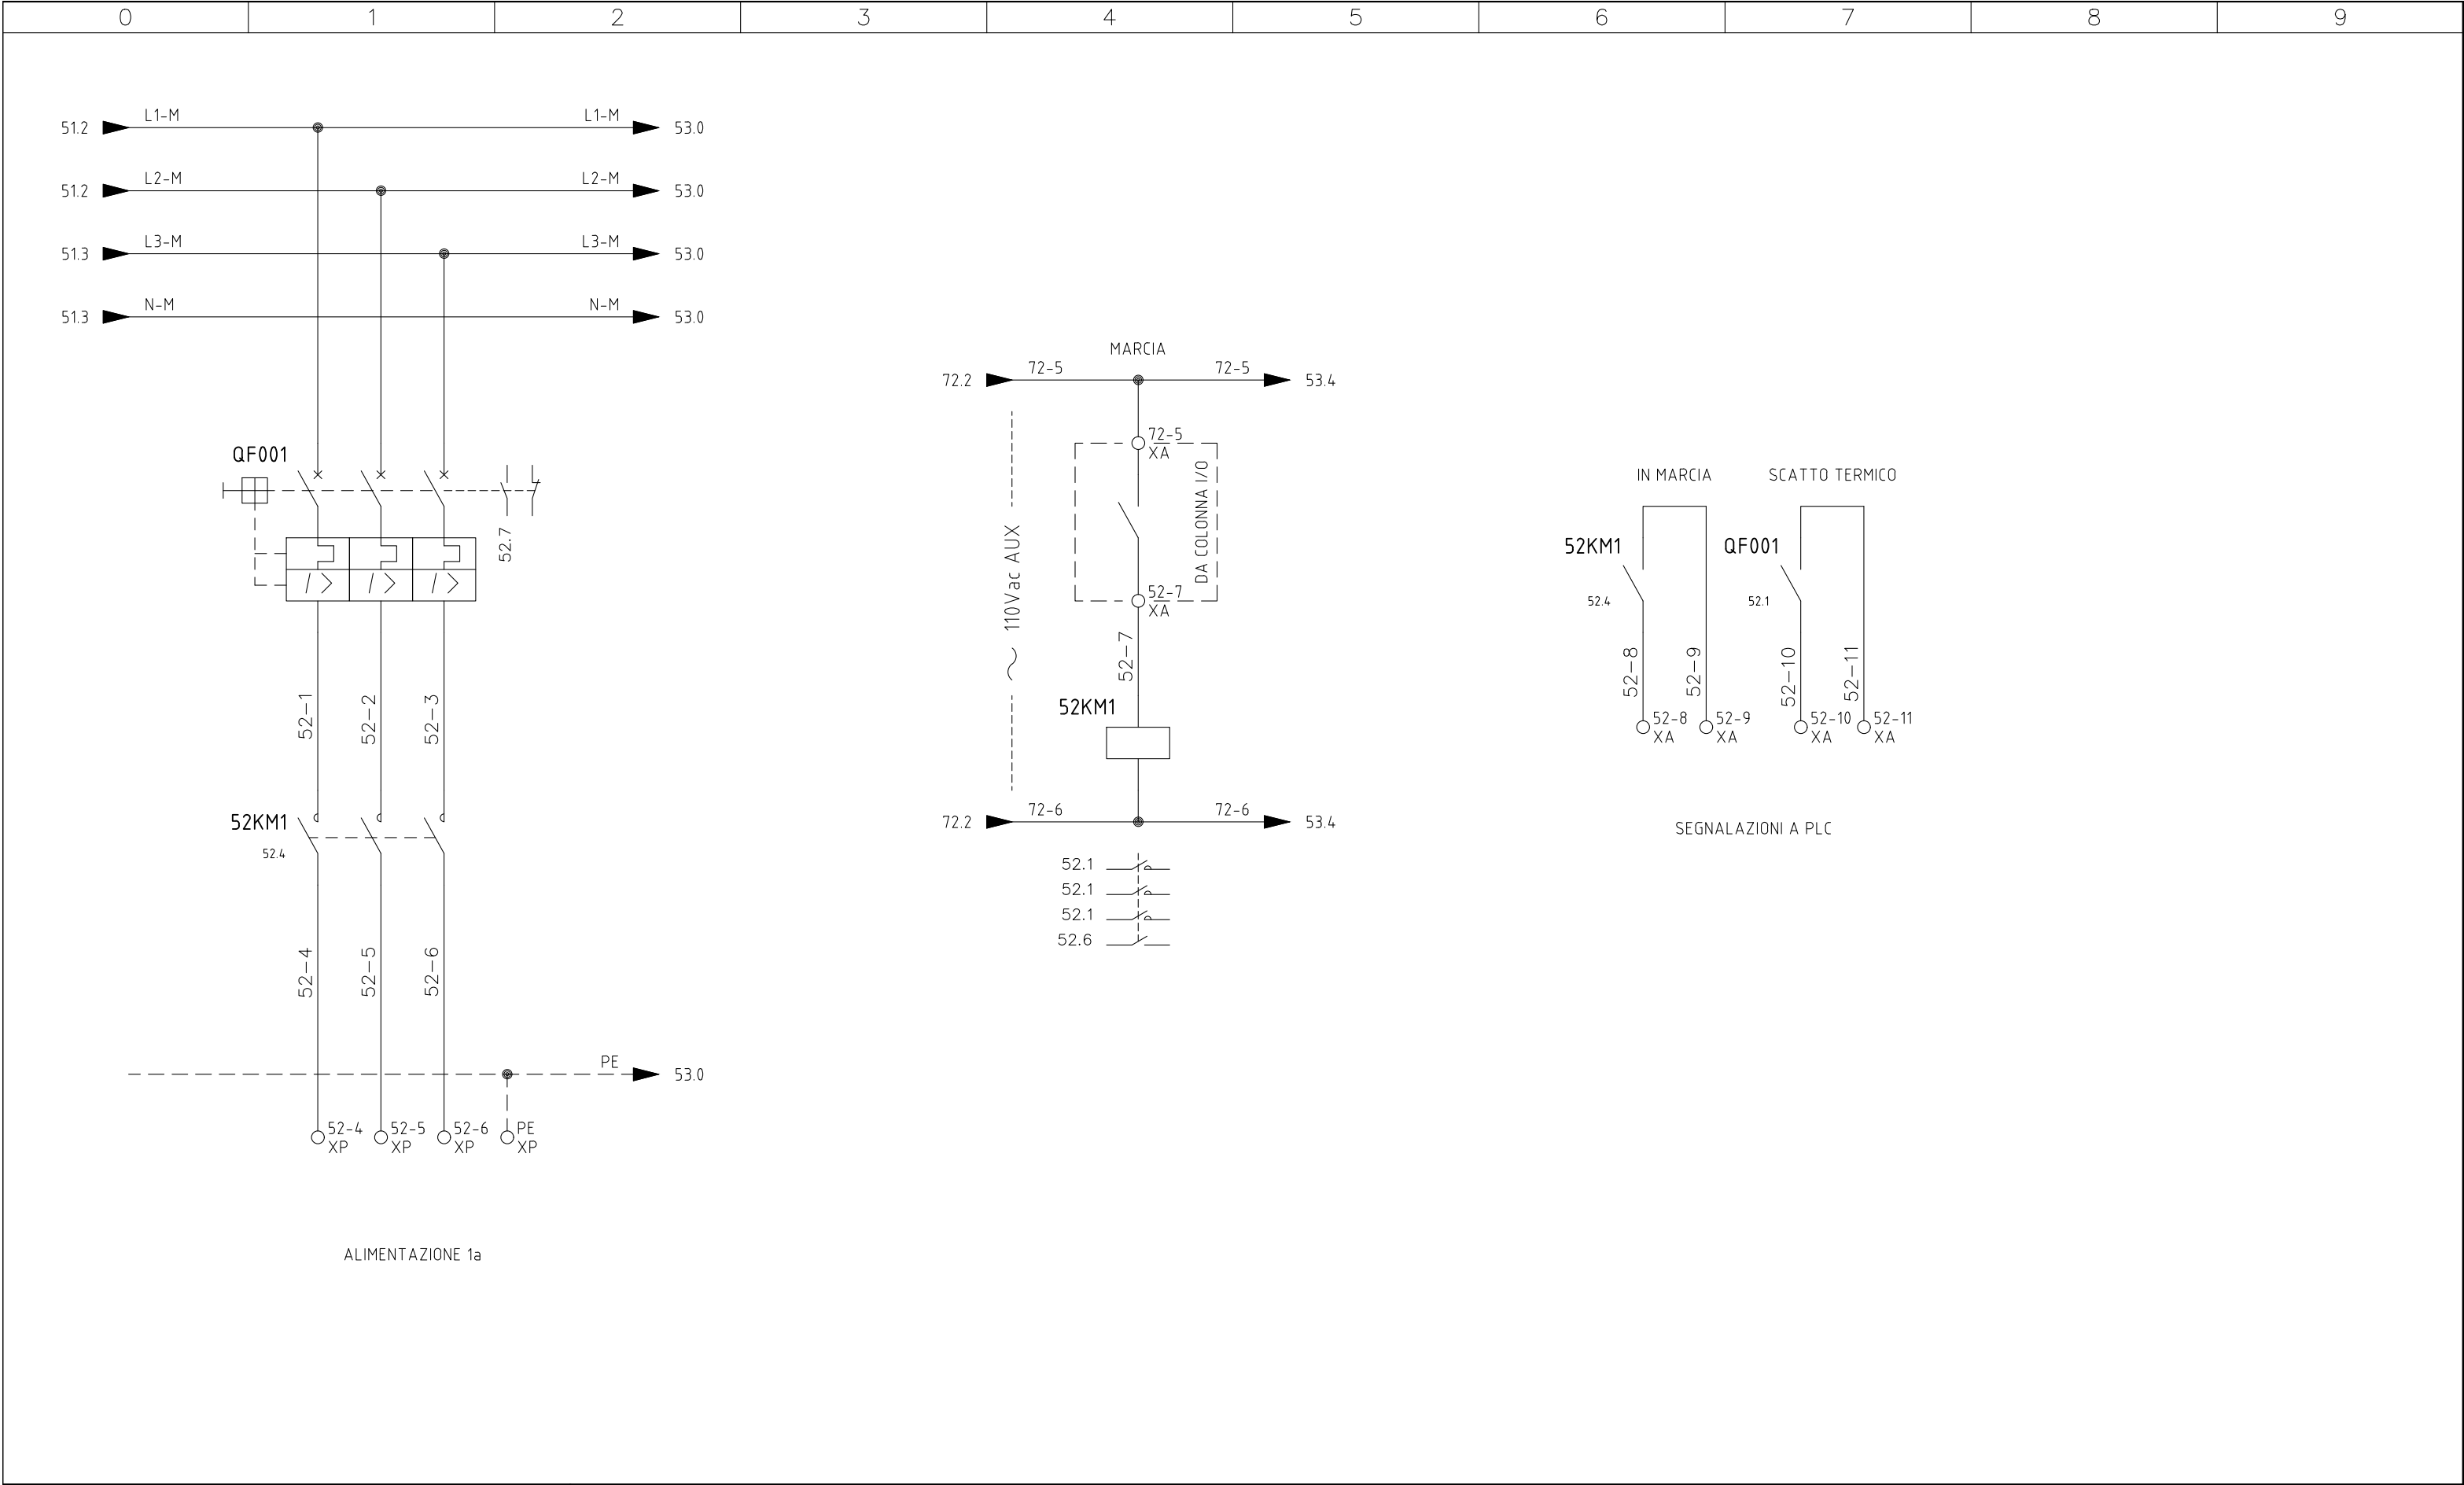 0 1 2 3 4 5 6 7 8 9
51.2 L1-M L1-M 53.0
51.2 L2-M L2-M 53.0
51.3 L3-M L3-M 53.0
51.3 N-M N-M 53.0
QF001
52.7
52-1 52-2 52-3
52KM1
52.4
52-4 52-5 52-6
PE 53.0
52-4 52-5 52-6 PE
XP XP XP XP
ALIMENTAZIONE 1a
MARCIA
72.2 72-5 72-5 53.4
72-5
XA
110Vac AUX
DA COLONNA I/O
52-7
XA
52-7
52KM1
72.2 72-6 72-6 53.4
52.1
52.1
52.1
52.6
IN MARCIA SCATTO TERMICO
52KM1 QF001
52.4 52.1
52-8 52-9 52-10 52-11
52-8 52-9 52-10 52-11
XA XA XA XA
SEGNALAZIONI A PLC